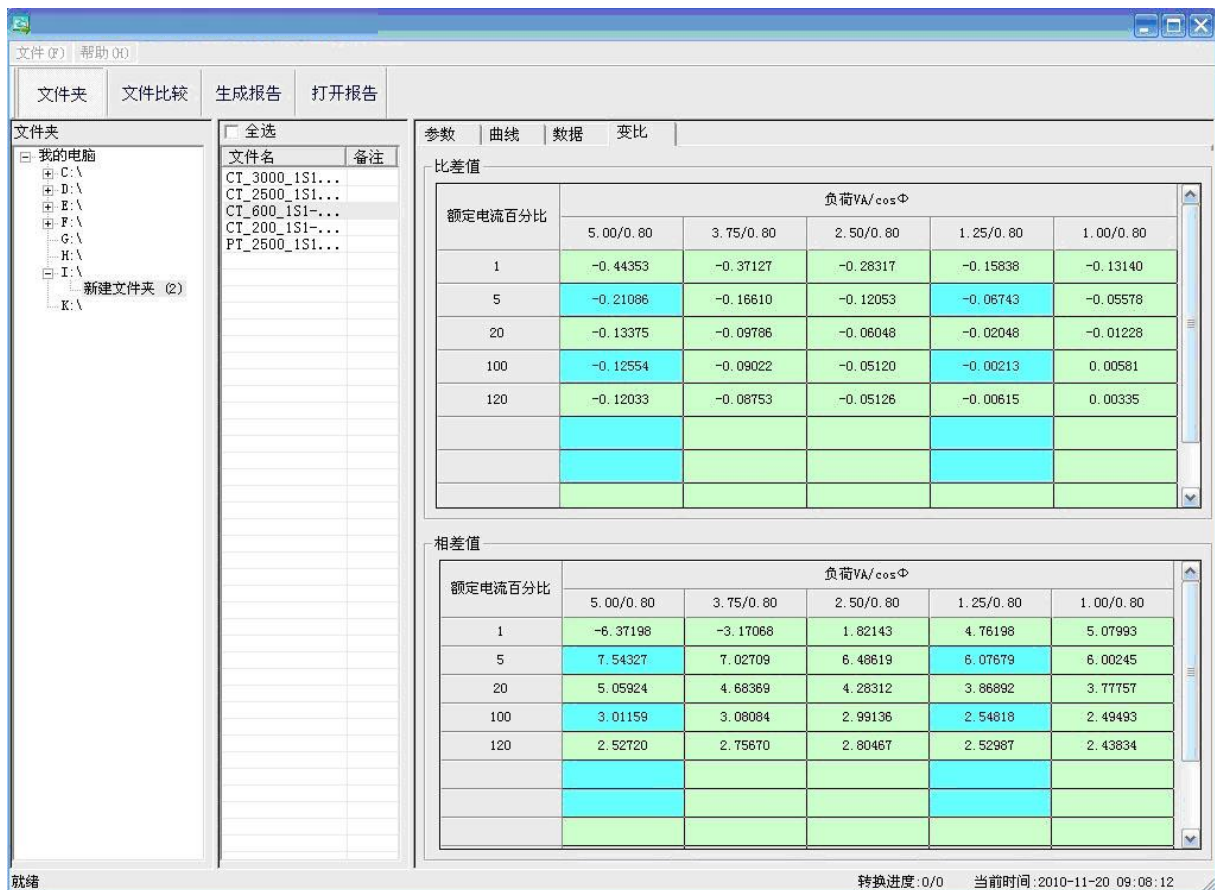 文件(F) 帮助(H)
文件夹 文件比较 生成报告 打开报告
文件夹
我的电脑
C:\
D:\
E:\
F:\
G:\
H:\
I:\
新建文件夹 (2)
K:\
全选
文件名 备注
CT_3000_1S1...
CT_2500_1S1...
CT_600_1S1-...
CT_200_1S1-...
PT_2500_1S1...
参数 曲线 数据 变比
比差值
额定电流百分比 负荷VA/cosΦ
5.00/0.80 3.75/0.80 2.50/0.80 1.25/0.80 1.00/0.80
1 -0.44353 -0.37127 -0.28317 -0.15838 -0.13140
5 -0.21086 -0.16610 -0.12053 -0.06743 -0.05578
20 -0.13375 -0.09786 -0.06048 -0.02048 -0.01228
100 -0.12554 -0.09022 -0.05120 -0.00213 0.00581
120 -0.12033 -0.08753 -0.05126 -0.00615 0.00335
相差值
额定电流百分比 负荷VA/cosΦ
5.00/0.80 3.75/0.80 2.50/0.80 1.25/0.80 1.00/0.80
1 -6.37198 -3.17068 1.82143 4.76198 5.07993
5 7.54327 7.02709 6.48619 6.07679 6.00245
20 5.05924 4.68369 4.28312 3.86892 3.77757
100 3.01159 3.08084 2.99136 2.54818 2.49493
120 2.52720 2.75670 2.80467 2.52987 2.43834
就绪 转换进度:0/0 当前时间:2010-11-20 09:08:12